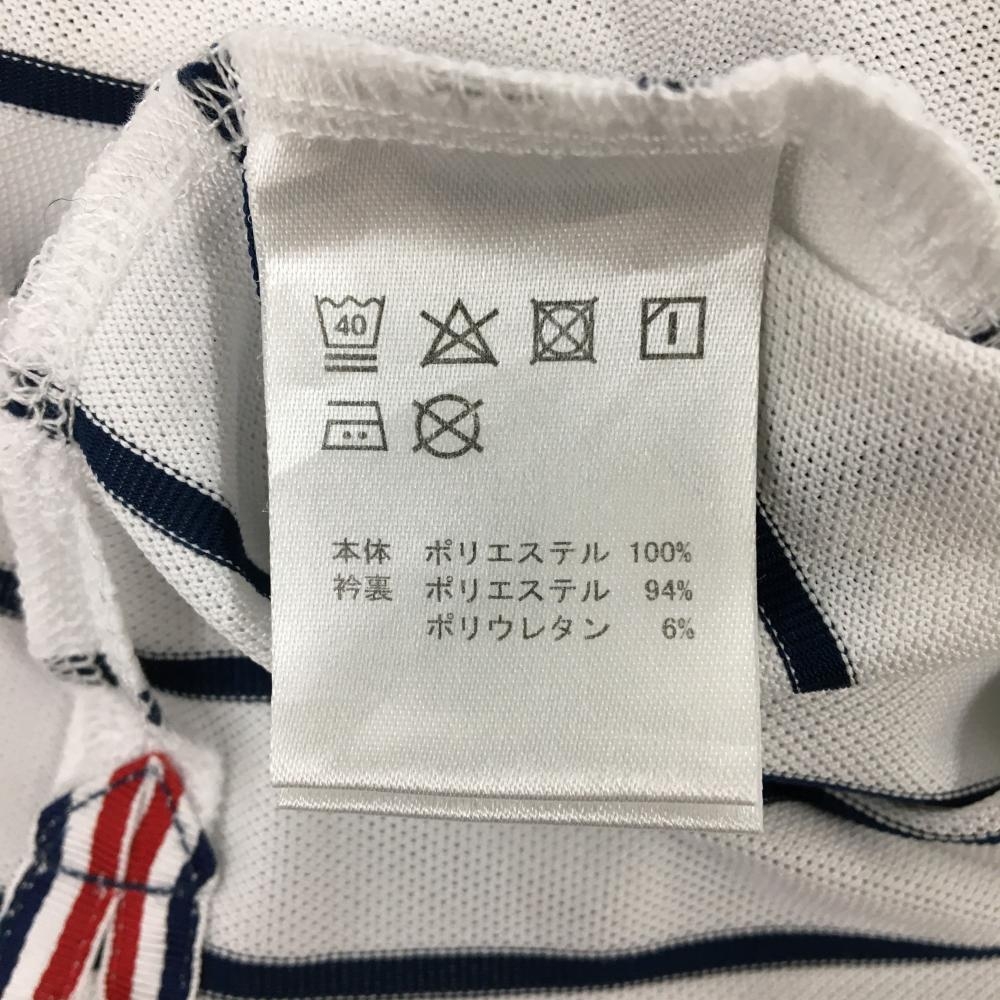 40
本体 ポリエステル 100%
衿裏 ポリエステル 94%
ポリウレタン 6%